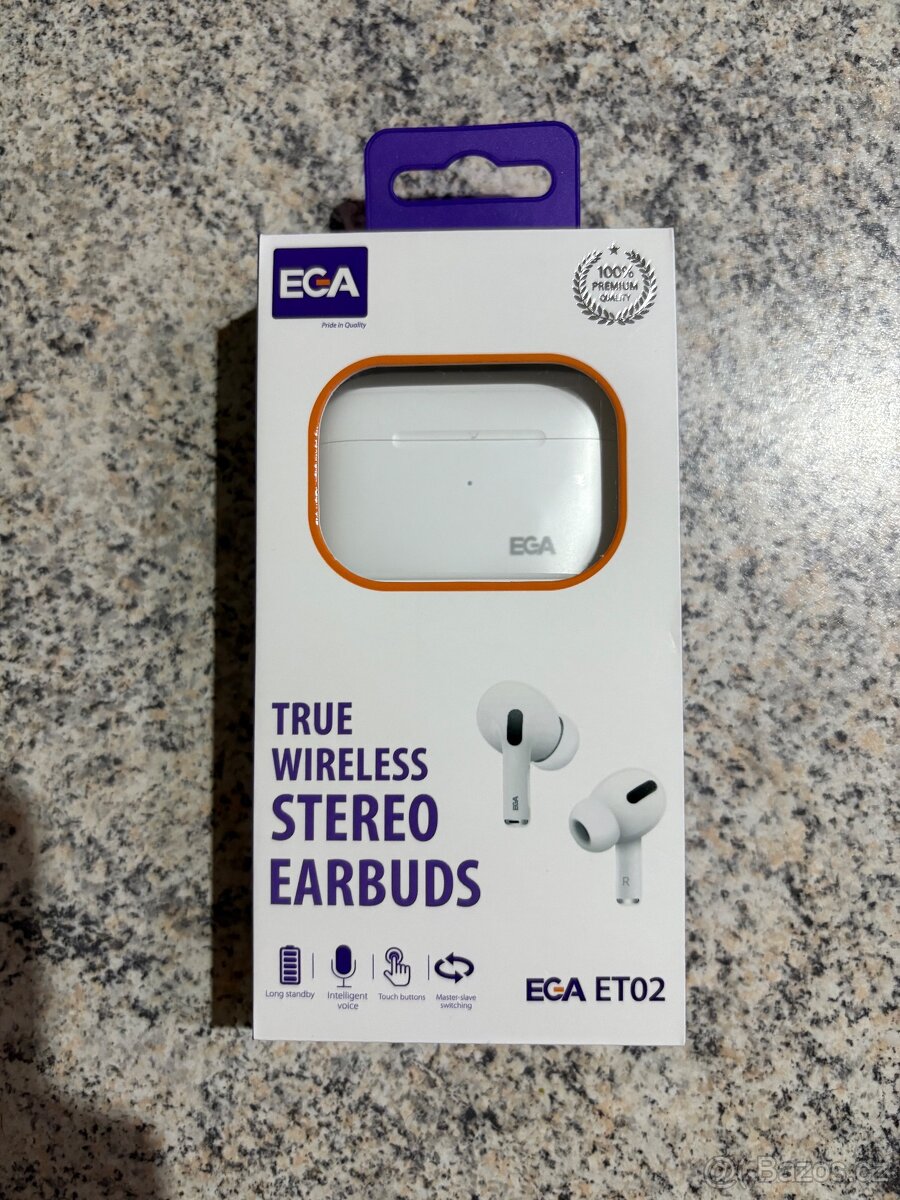 EGA
Pride in Quality
100%
PREMIUM
QUALITY
EGA
TRUE
WIRELESS
STEREO
EARBUDS
EGA
R
Long standby
Intelligent
voice
Touch buttons
Master-slave
switching
EGA ET02
@ Bazos.cz